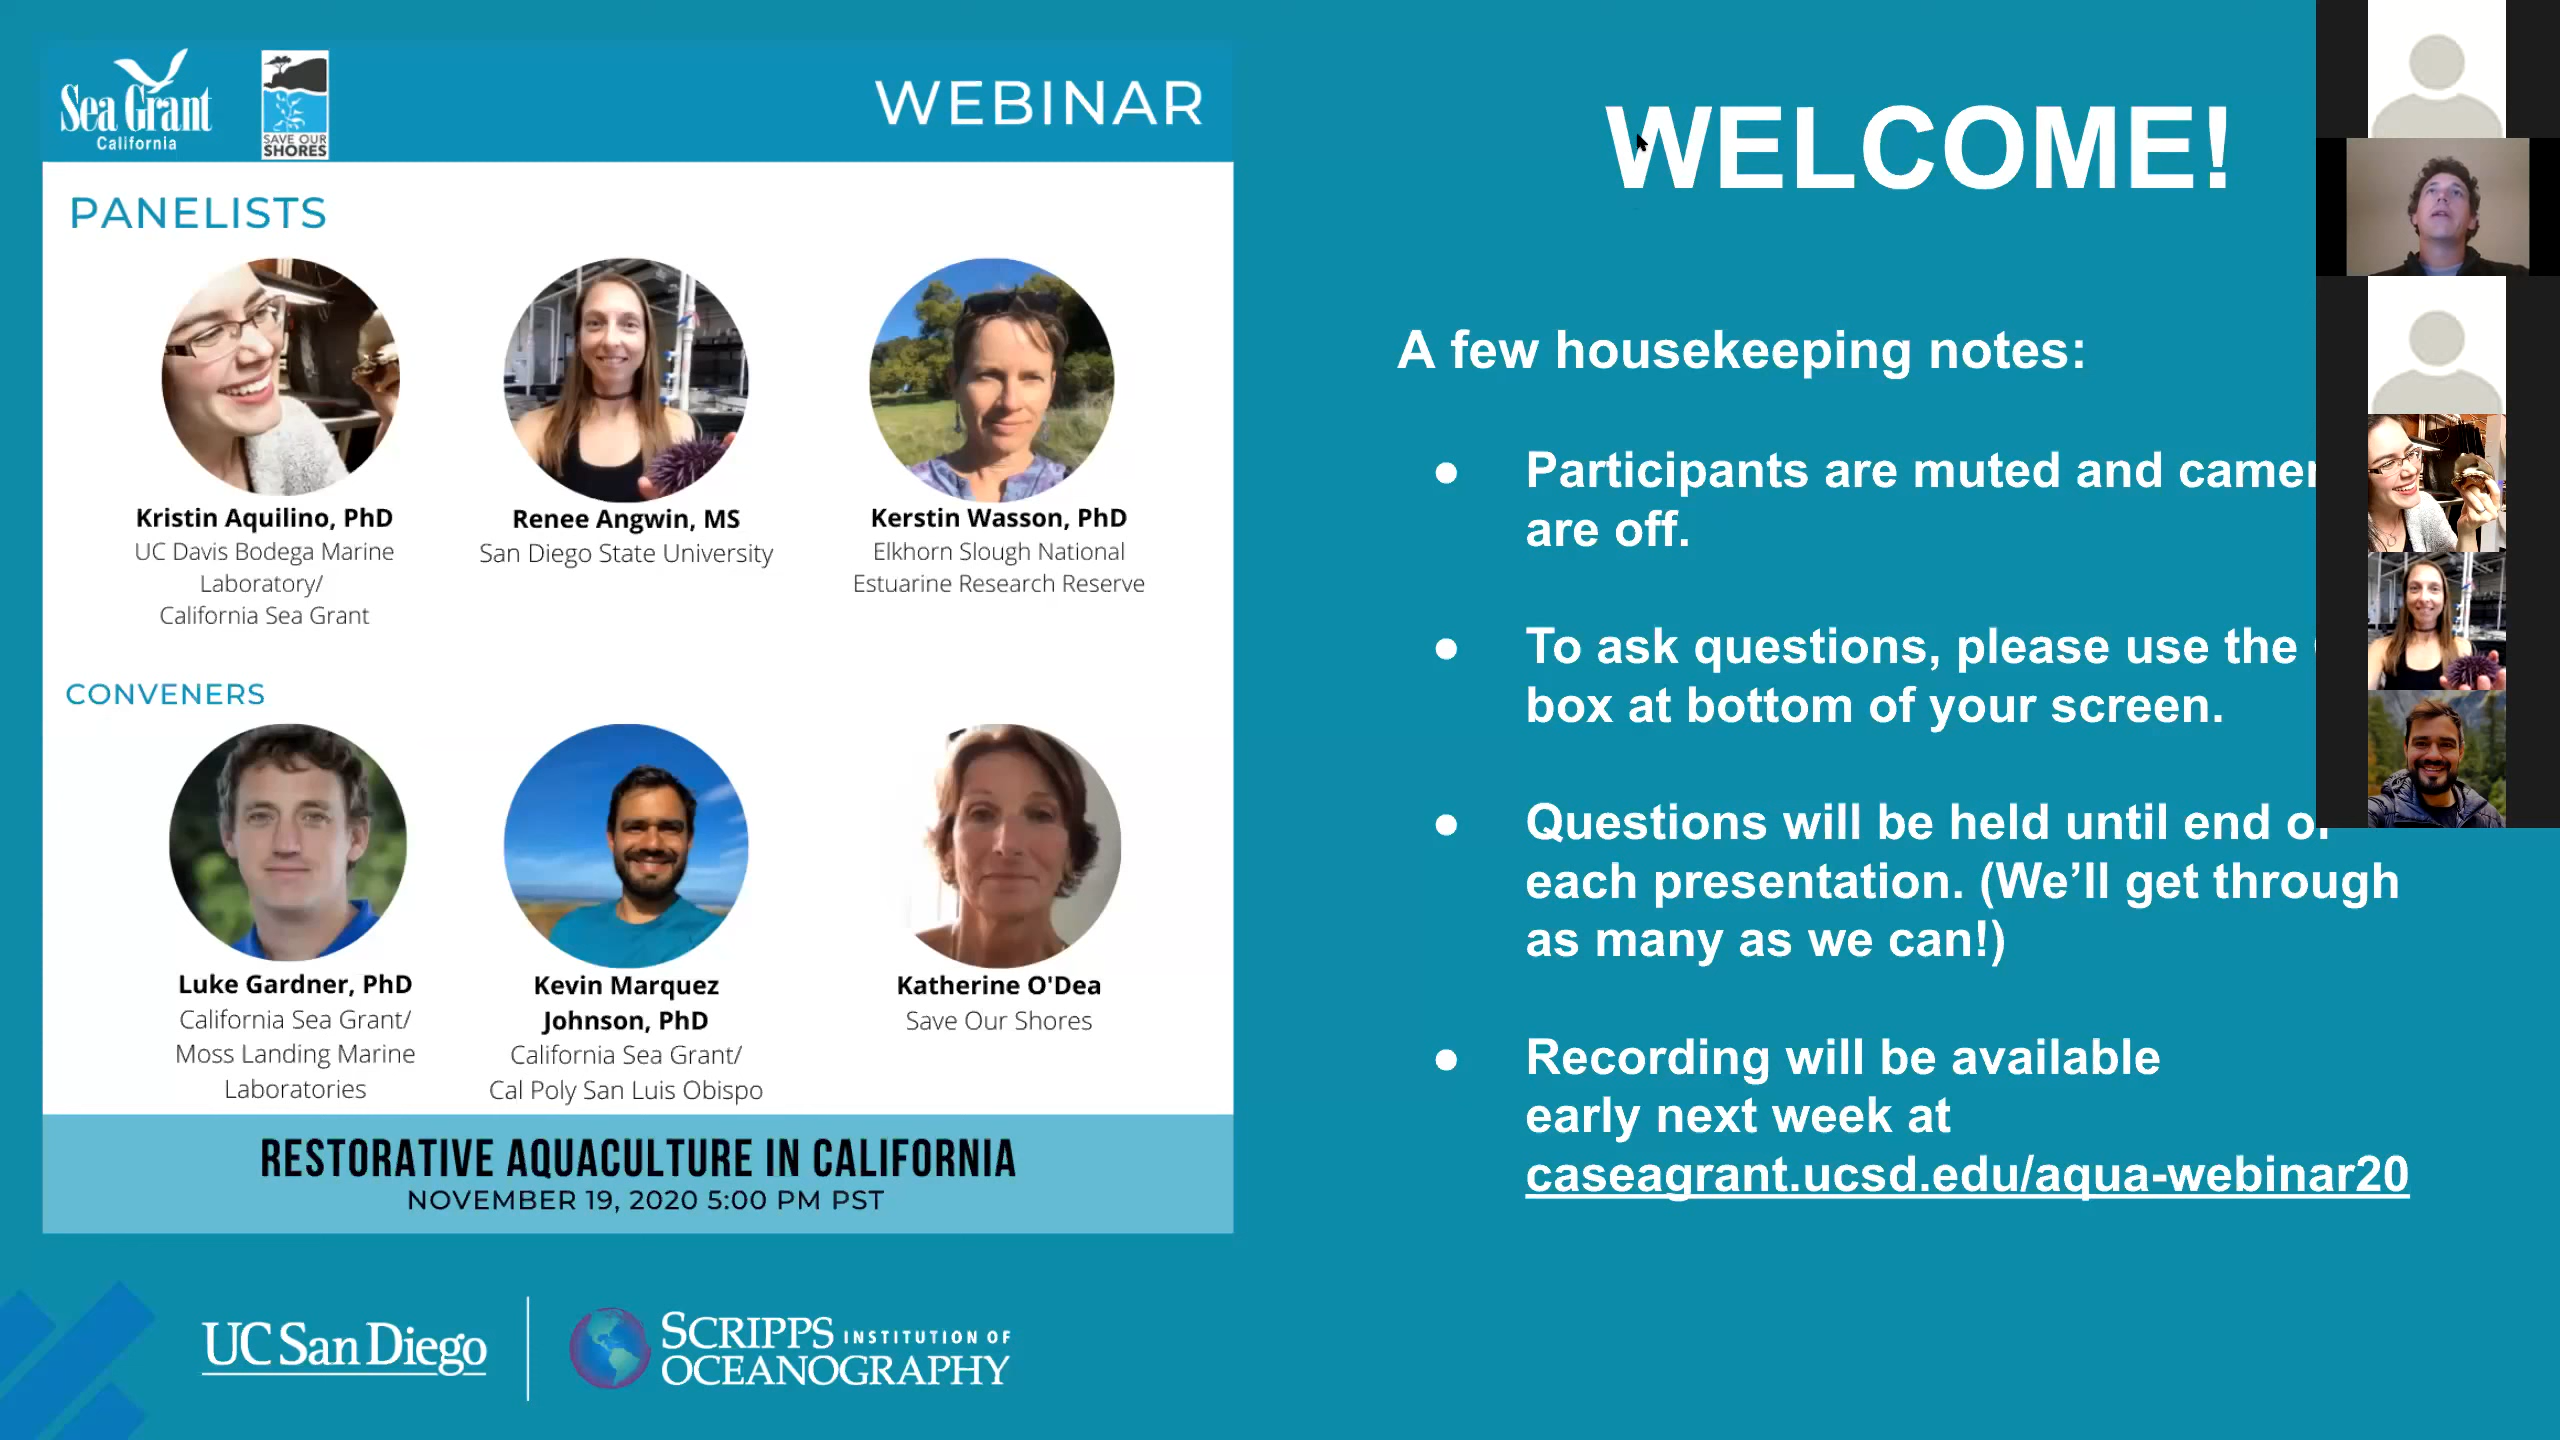 Sea Grant
California
SAVE OUR
SHORES
WEBINAR
PANELISTS
Kristin Aquilino, PhD
UC Davis Bodega Marine
Laboratory/
California Sea Grant
Renee Angwin, MS
San Diego State University
Kerstin Wasson, PhD
Elkhorn Slough National
Estuarine Research Reserve
CONVENERS
Luke Gardner, PhD
California Sea Grant/
Moss Landing Marine
Laboratories
Kevin Marquez
Johnson, PhD
California Sea Grant/
Cal Poly San Luis Obispo
Katherine O'Dea
Save Our Shores
RESTORATIVE AQUACULTURE IN CALIFORNIA
NOVEMBER 19, 2020 5:00 PM PST
UC San Diego
SCRIPPS INSTITUTION OF
OCEANOGRAPHY
WELCOME!
A few housekeeping notes:
● Participants are muted and
are off.
● To ask questions, please use the
box at bottom of your screen.
● Questions will be held until end of
each presentation. (We’ll get through
as many as we can!)
● Recording will be available
early next week at
caseagrant.ucsd.edu/aqua-webinar20